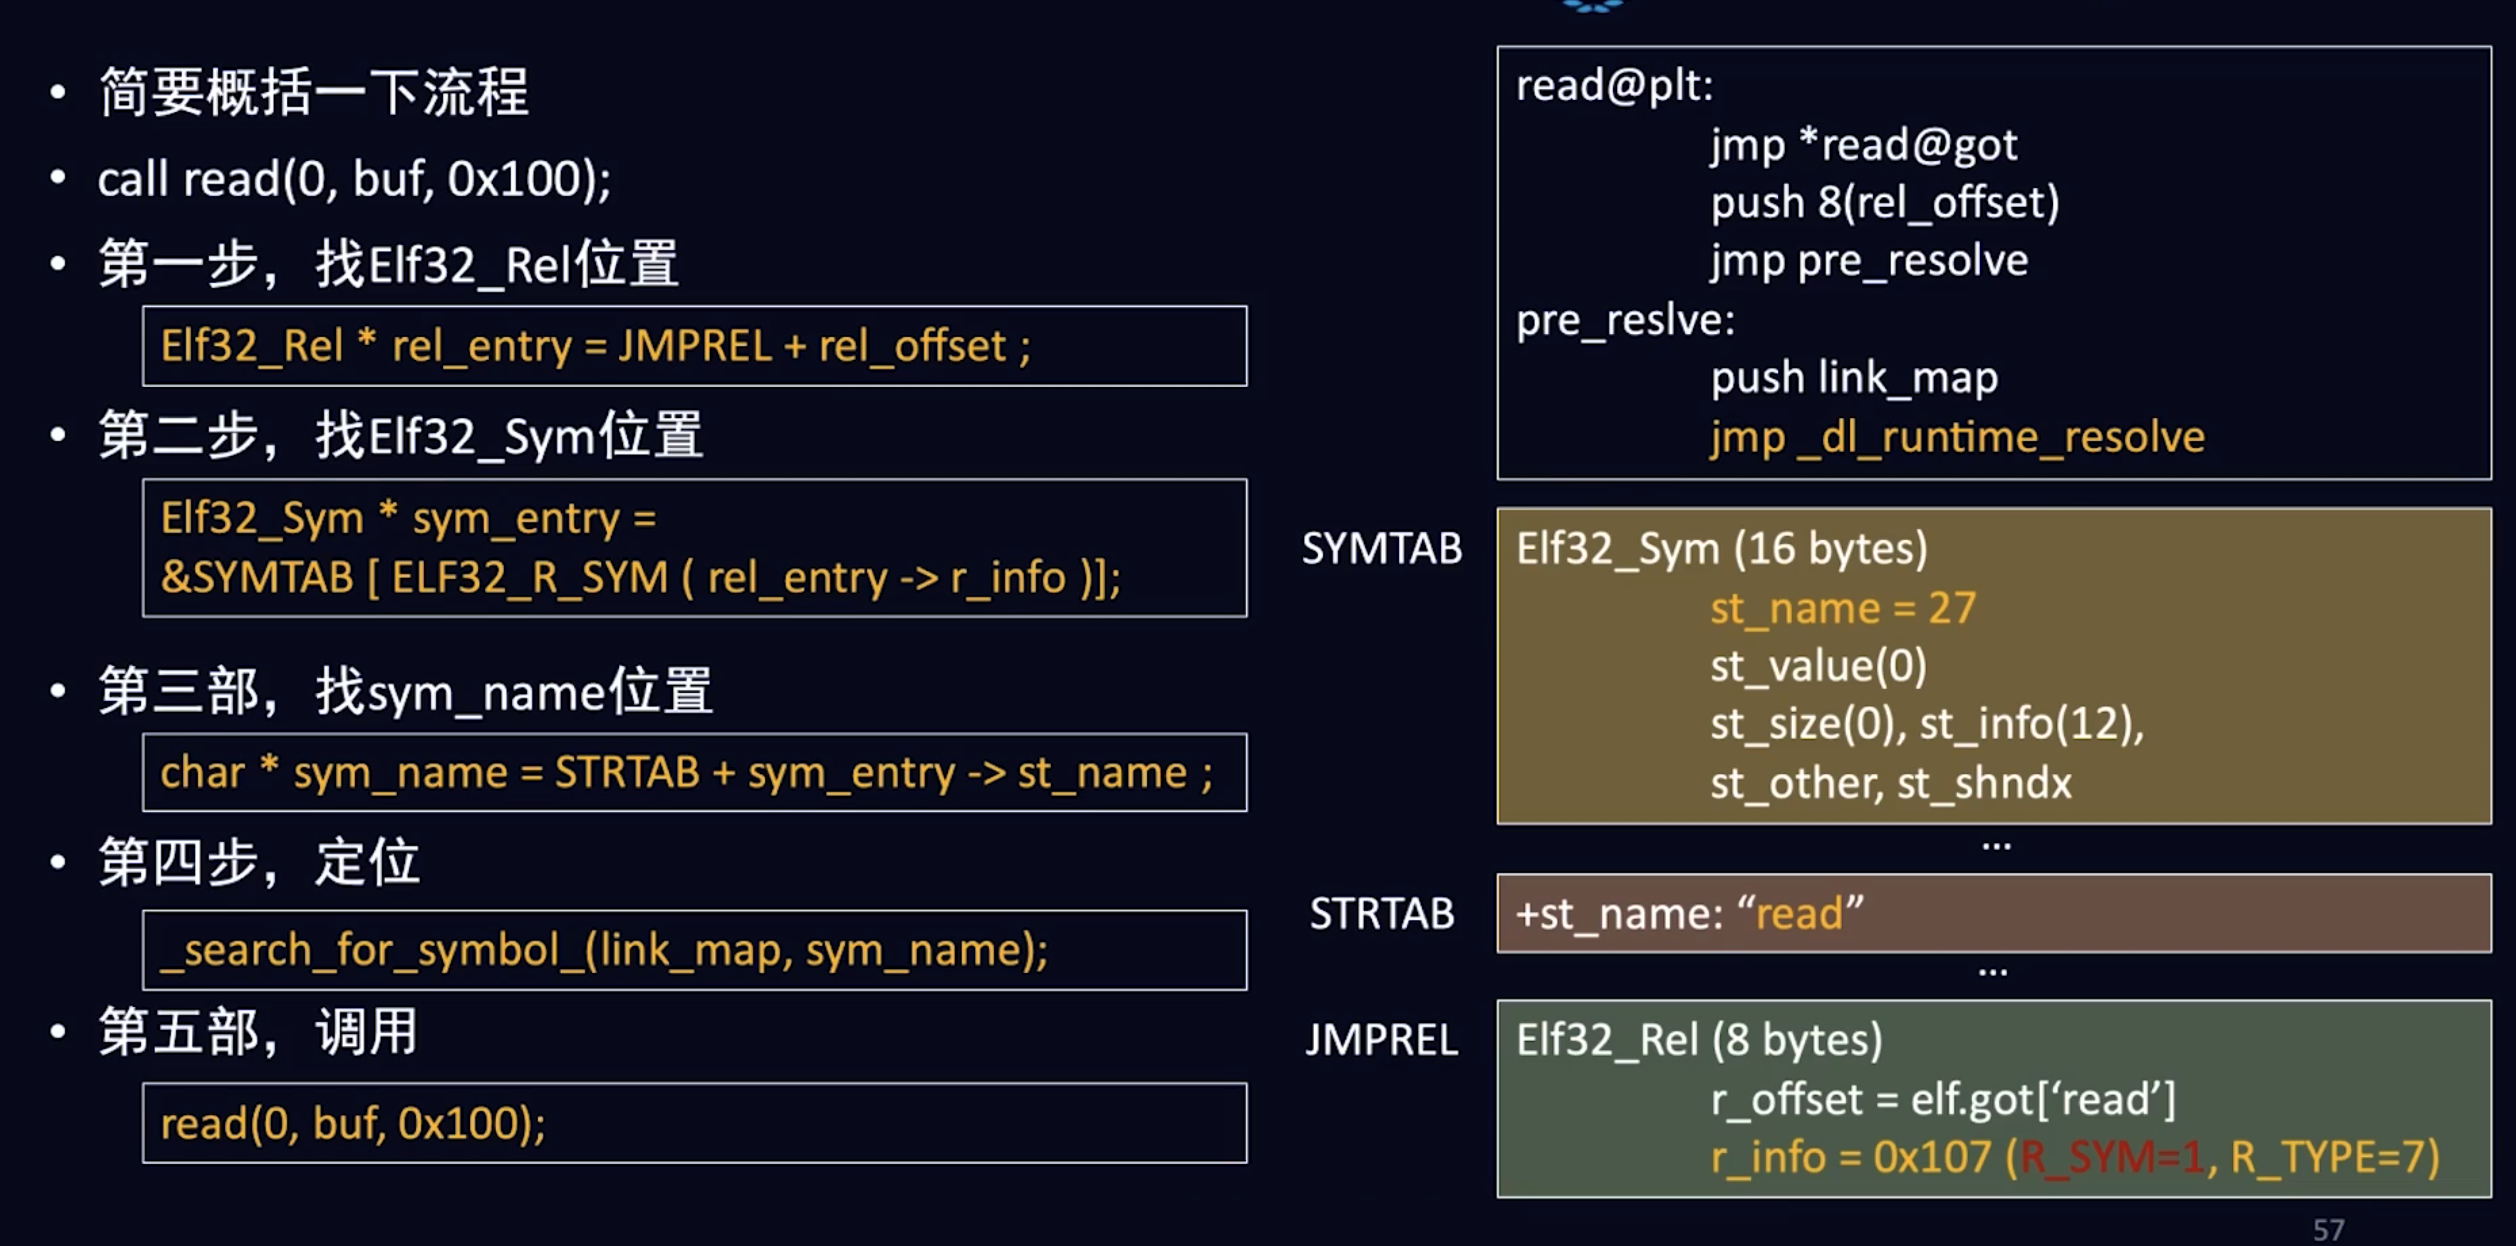 • 简要概括一下流程
• call read(0, buf, 0x100);
• 第一步，找Elf32_Rel位置
Elf32_Rel * rel_entry = JMPREL + rel_offset ;
• 第二步，找Elf32_Sym位置
Elf32_Sym * sym_entry =
&SYMTAB [ ELF32_R_SYM ( rel_entry -> r_info )];
• 第三部，找sym_name位置
char * sym_name = STRTAB + sym_entry -> st_name ;
• 第四步，定位
_search_for_symbol_(link_map, sym_name);
• 第五部，调用
read(0, buf, 0x100);
read@plt:
jmp *read@got
push 8(rel_offset)
jmp pre_resolve
pre_reslve:
push link_map
jmp _dl_runtime_resolve
SYMTAB
Elf32_Sym (16 bytes)
st_name = 27
st_value(0)
st_size(0), st_info(12),
st_other, st_shndx
...
STRTAB
+st_name: “read”
...
JMPREL
Elf32_Rel (8 bytes)
r_offset = elf.got[‘read’]
r_info = 0x107 (R_SYM=1, R_TYPE=7)
57